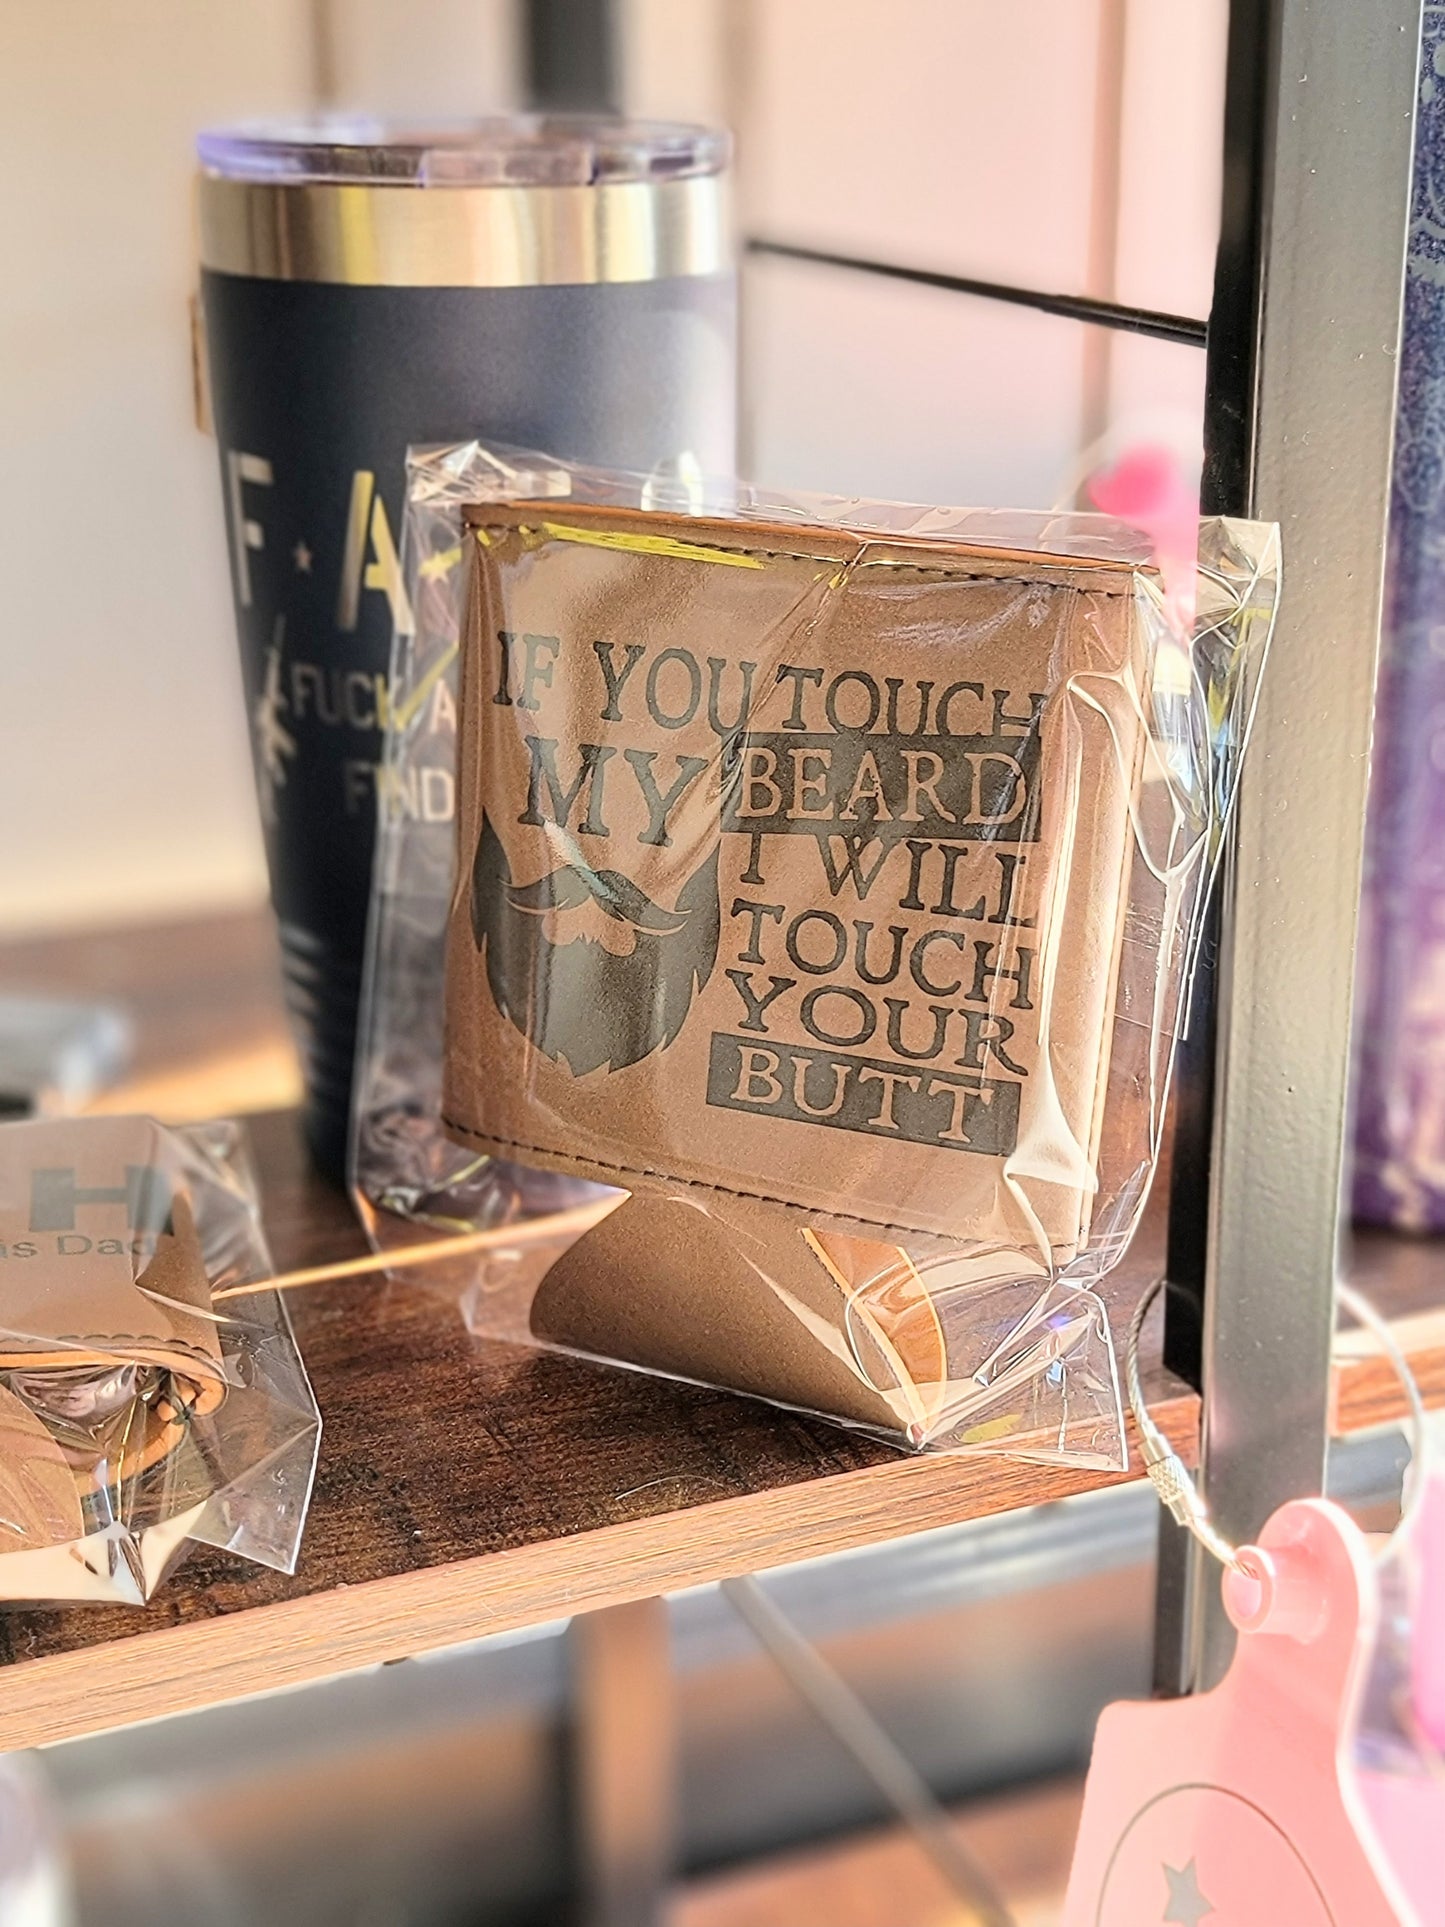 F★A★
FUCK A
FIND
IF YOU TOUCH
MY BEARD
I WILL
TOUCH
YOUR
BUTT
H
is Dad